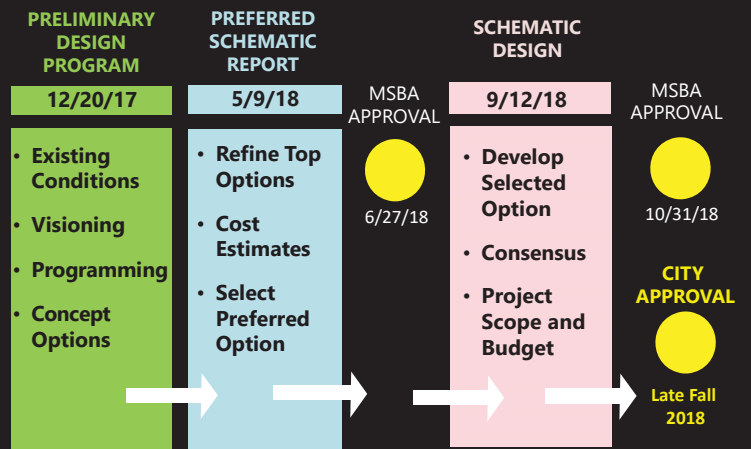 PRELIMINARY
DESIGN
PROGRAM
12/20/17
• Existing
Conditions
• Visioning
• Programming
• Concept
Options
PREFERRED
SCHEMATIC
REPORT
5/9/18
• Refine Top
Options
• Cost
Estimates
• Select
Preferred
Option
MSBA
APPROVAL
6/27/18
SCHEMATIC
DESIGN
9/12/18
• Develop
Selected
Option
• Consensus
• Project
Scope and
Budget
MSBA
APPROVAL
10/31/18
CITY
APPROVAL
Late Fall
2018